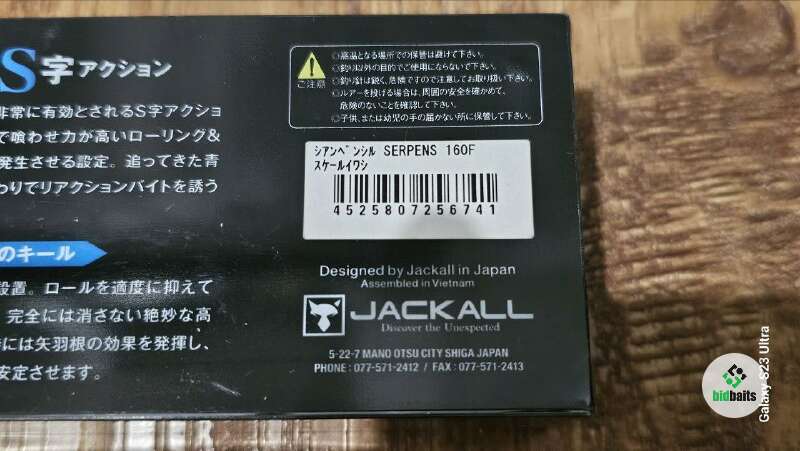 S字アクション
非常に有効とされるS字アクショ
で喰わせ力が高いローリング&
発生させる設定。追ってきた青
わりでリアクションバイトを誘う
のキール
設置。ロールを適度に抑えて
完全には消さない絶妙な高
には矢羽根の効果を発揮し、
安定させます。
ご注意
○高温となる場所での保管は避けて下さい。
○釣り以外の目的でご使用にならないで下さい。
○釣り針は鋭く、危険ですので注意してお取り扱い下さい。
○ルアーを投げる場合は、周囲の安全を確かめて、
危険のないことを確認して下さい。
○子供、または幼児の手の届かない所に保管して下さい。
シアンペンシル SERPENS 160F
スケールイワシ
4525807256741
Designed by Jackall in Japan
Assembled in Vietnam
JACKALL
Discover the Unexpected
5-22-7 MANO OTSU CITY SHIGA JAPAN
PHONE : 077-571-2412 / FAX : 077-571-2413
bidbaits
Galaxy S23 Ultra